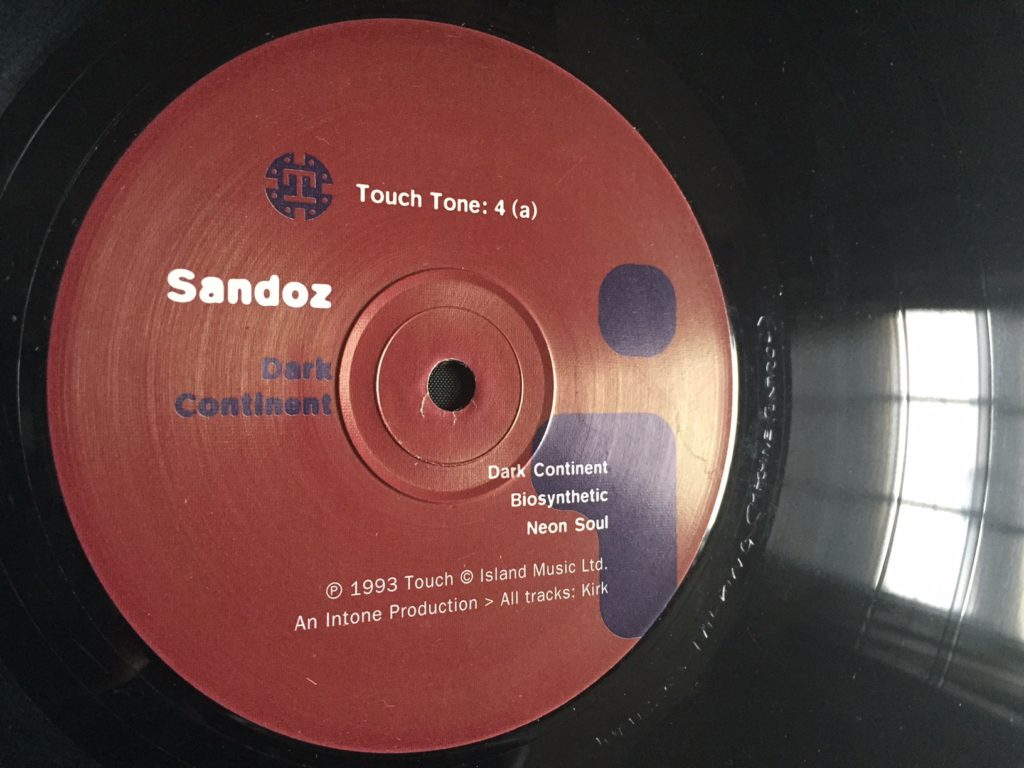 Touch Tone: 4 (a)
Sandoz
Dark
Continent
i
Dark Continent
Biosynthetic
Neon Soul
℗ 1993 Touch © Island Music Ltd.
An Intone Production > All tracks: Kirk
TALKING